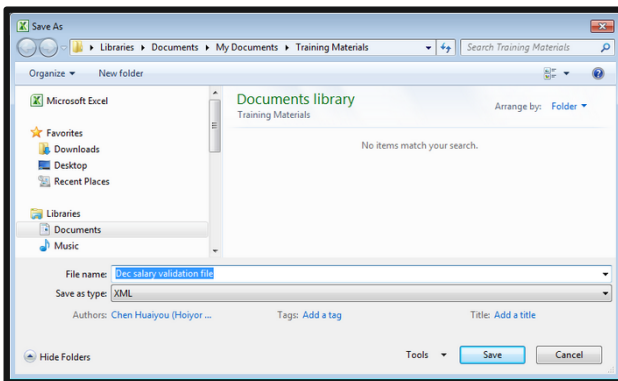 Save As
Libraries ▸ Documents ▸ My Documents ▸ Training Materials
Search Training Materials
Organize New folder
Microsoft Excel
Favorites
Downloads
Desktop
Recent Places
Libraries
Documents
Music
Documents library
Training Materials
Arrange by: Folder
No items match your search.
File name: Dec salary validation file
Save as type: XML
Authors: Chen Huaiyou (Hoiyor ...
Tags: Add a tag
Title: Add a title
Hide Folders
Tools Save Cancel